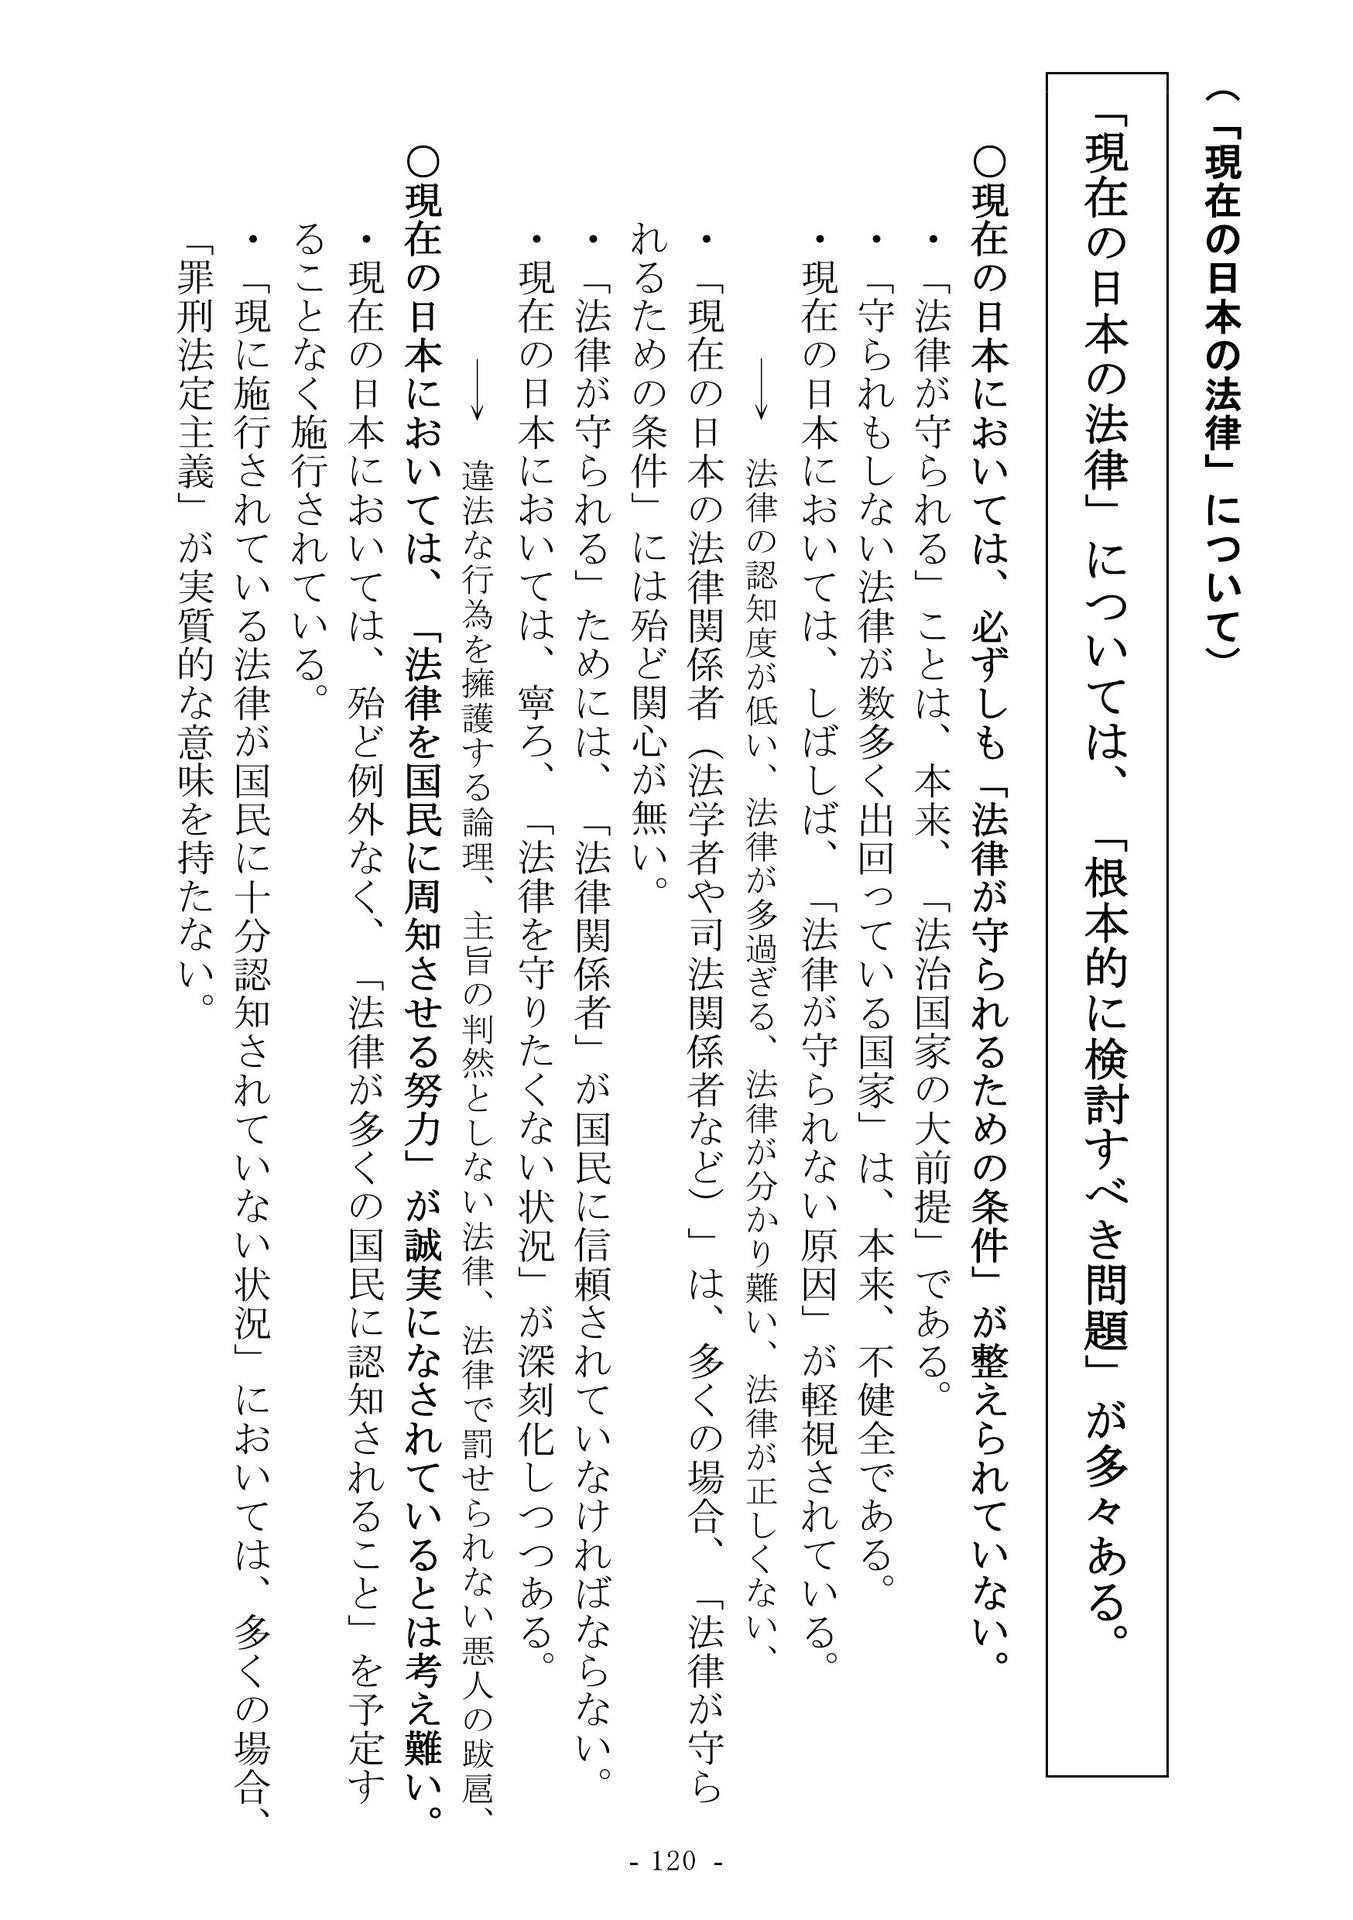 (「現在の日本の法律」について)
「現在の日本の法律」については、「根本的に検討すべき問題」が多々ある。
○現在の日本においては、必ずしも「法律が守られるための条件」が整えられていない。
・「法律が守られる」ことは、本来、「法治国家の大前提」である。
・「守られもしない法律が数多く出回っている国家」は、本来、不健全である。
・現在の日本においては、しばしば、「法律が守られない原因」が軽視されている。
→ 法律の認知度が低い、法律が多過ぎる、法律が分かり難い、法律が正しくない、
・「現在の日本の法律関係者(法学者や司法関係者など)」は、多くの場合、「法律が守ら
れるための条件」には殆ど関心が無い。
・「法律が守られる」ためには、「法律関係者」が国民に信頼されていなければならない。
・現在の日本においては、寧ろ、「法律を守りたくない状況」が深刻化しつつある。
→ 違法な行為を擁護する論理、主旨の判然としない法律、法律で罰せられない悪人の跋扈、
○現在の日本においては、「法律を国民に周知させる努力」が誠実になされているとは考え難い。
・現在の日本においては、殆ど例外なく、「法律が多くの国民に認知されること」を予定す
ることなく施行されている。
・「現に施行されている法律が国民に十分認知されていない状況」においては、多くの場合、
「罪刑法定主義」が実質的な意味を持たない。
- 120 -